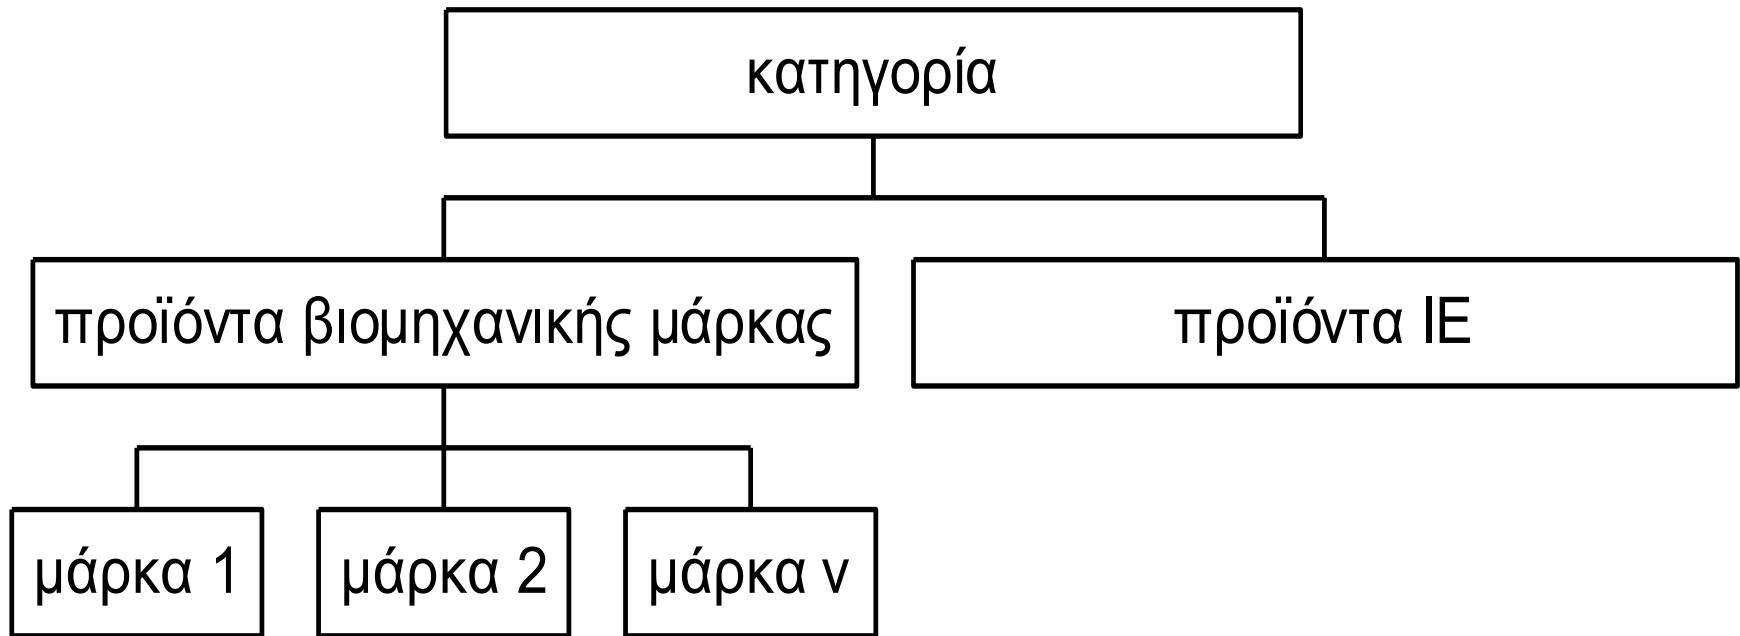 κατηγορία
προϊόντα βιομηχανικής μάρκας
προϊόντα ΙΕ
μάρκα 1
μάρκα 2
μάρκα ν